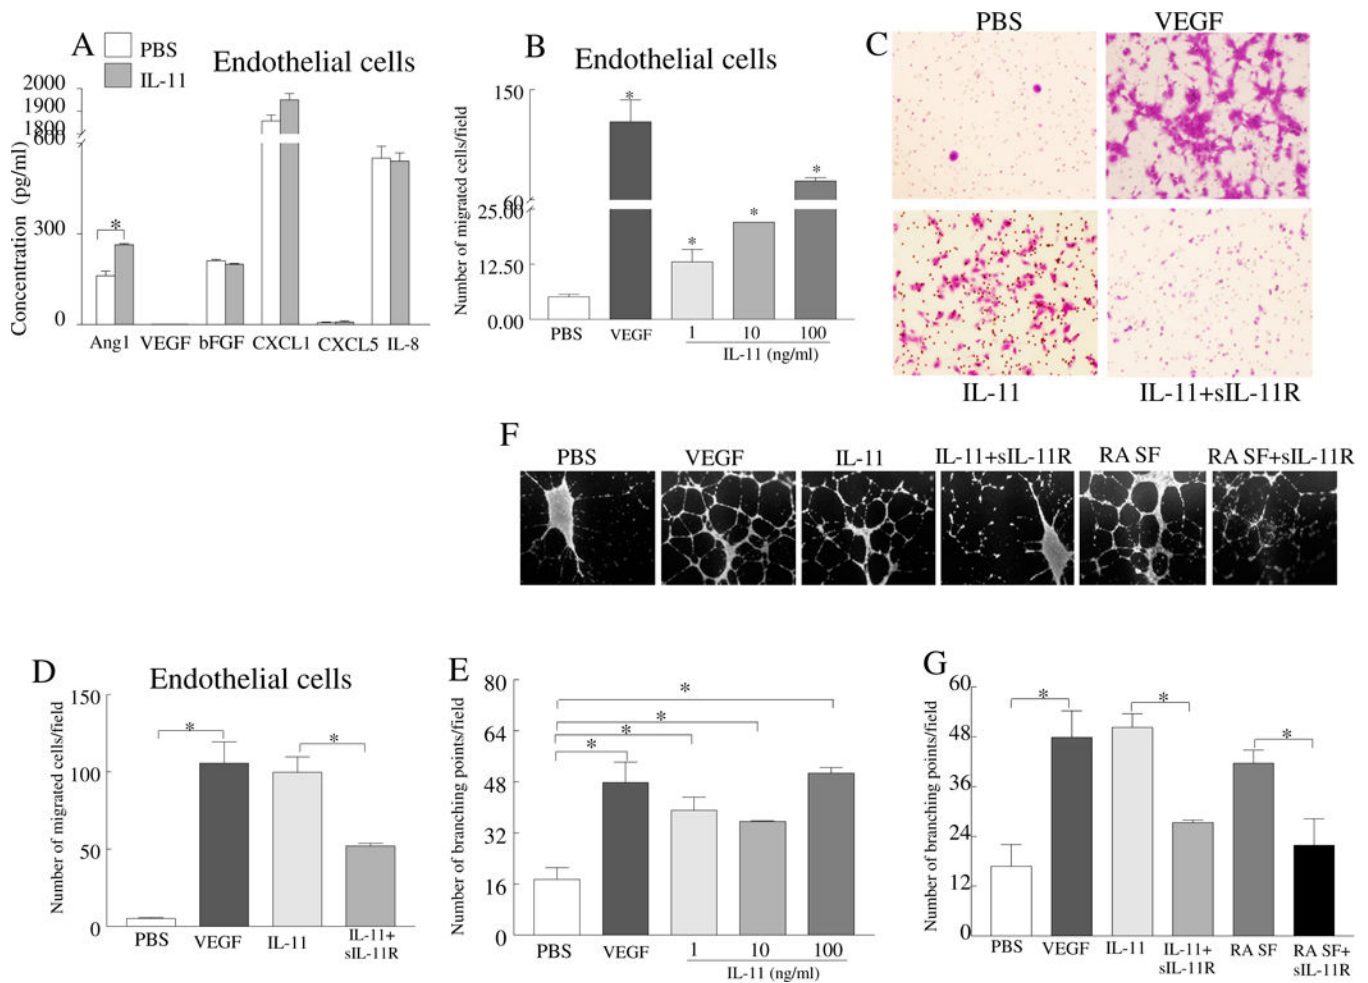 A
PBS
IL-11
Endothelial cells
Concentration (pg/ml)
2000
1900
1800
600
300
0
Ang1 VEGF bFGF CXCL1 CXCL5 IL-8
*
B
Endothelial cells
Number of migrated cells/field
150
60
25.00
12.50
0.00
* * * *
PBS VEGF 1 10 100
IL-11 (ng/ml)
C
PBS VEGF
IL-11 IL-11+sIL-11R
F
PBS VEGF IL-11 IL-11+sIL-11R RA SF RA SF+sIL-11R
D
Endothelial cells
Number of migrated cells/field
150
100
50
0
* *
PBS VEGF IL-11 IL-11+
sIL-11R
E
Number of branching points/field
80
64
48
32
16
0
*
*
*
*
PBS VEGF 1 10 100
IL-11 (ng/ml)
G
Number of branching points/field
60
48
36
24
12
0
* *
*
PBS VEGF IL-11 IL-11+ RA SF RA SF+
sIL-11R sIL-11R